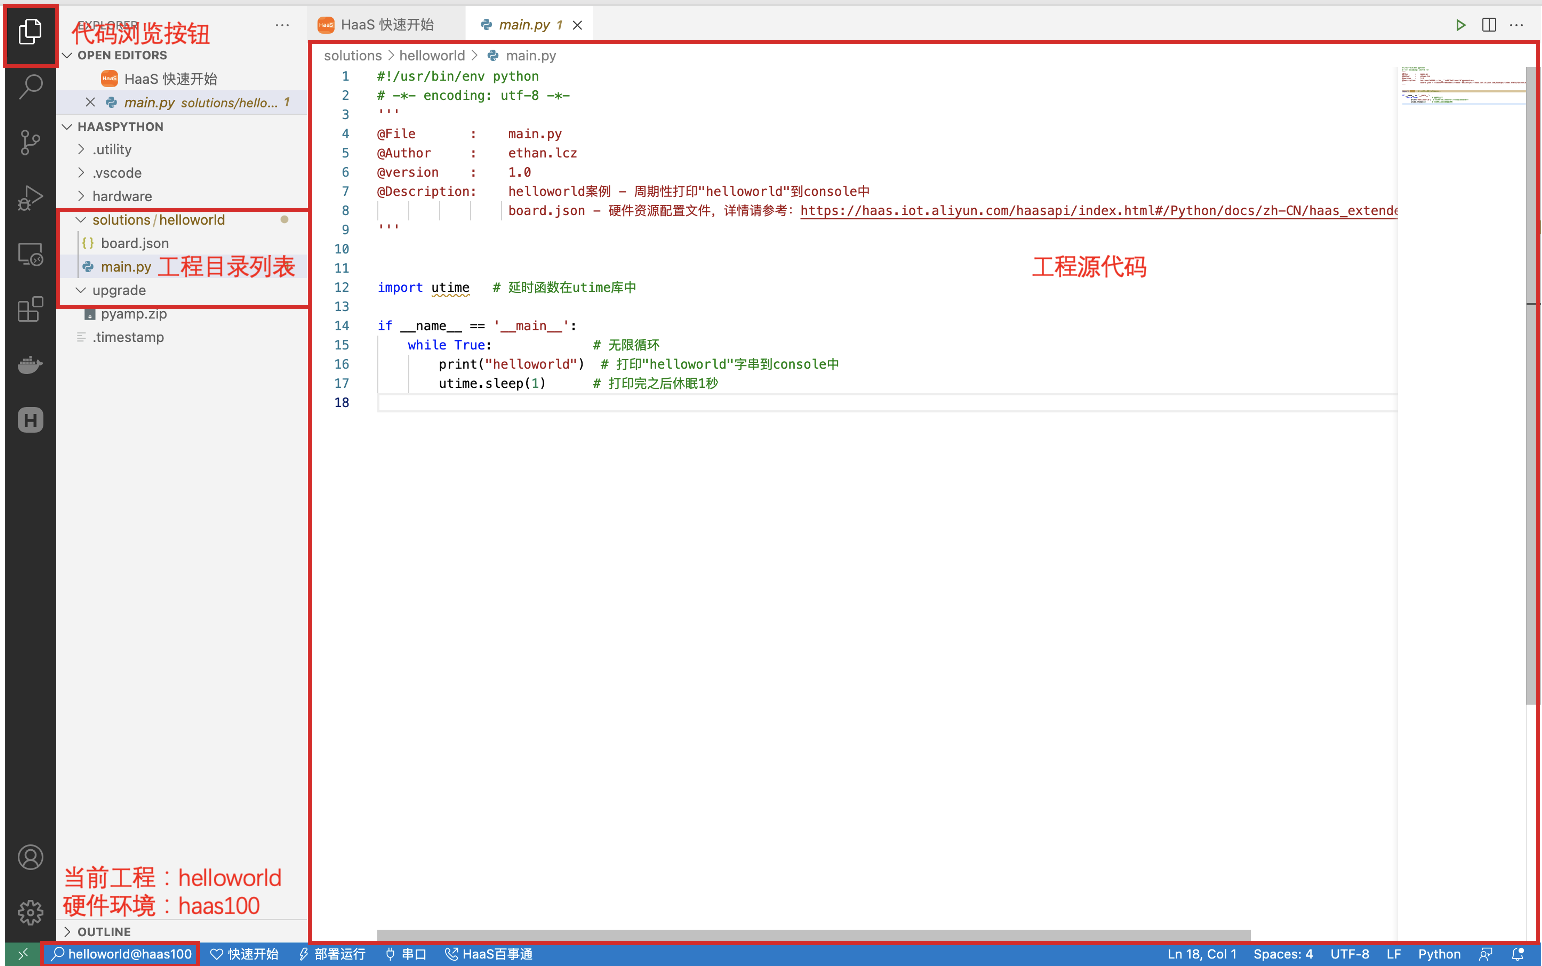 EXPLORER
代码浏览按钮
OPEN EDITORS
HaaS 快速开始
main.py solutions/hello... 1
HAASPYTHON
.utility
.vscode
hardware
solutions / helloworld
board.json
main.py
工程目录列表
upgrade
pyamp.zip
.timestamp
当前工程：helloworld
硬件环境：haas100
OUTLINE
HaaS 快速开始
main.py 1
solutions > helloworld > main.py
1 #!/usr/bin/env python
2 # -*- encoding: utf-8 -*-
3 '''
4 @File       :    main.py
5 @Author     :    ethan.lcz
6 @version    :    1.0
7 @Description:    helloworld案例 - 周期性打印"helloworld"到console中
8                  board.json - 硬件资源配置文件，详情请参考：https://haas.iot.aliyun.com/haasapi/index.html#/Python/docs/zh-CN/haas_extende
9 '''
10
11
12 import utime   # 延时函数在utime库中
13
14 if __name__ == '__main__':
15     while True:             # 无限循环
16         print("helloworld")  # 打印"helloworld"字串到console中
17         utime.sleep(1)      # 打印完之后休眠1秒
18
工程源代码
helloworld@haas100 快速开始 部署运行 串口 HaaS百事通 Ln 18, Col 1 Spaces: 4 UTF-8 LF Python